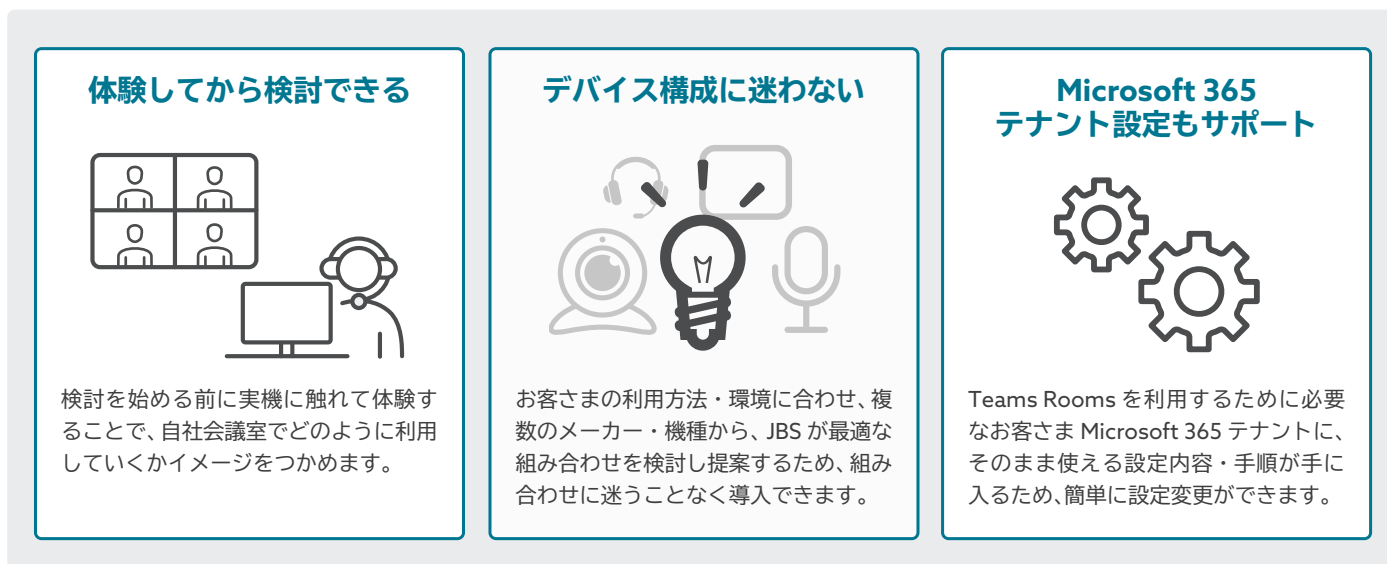 体験してから検討できる
検討を始める前に実機に触れて体験す
ることで、自社会議室でどのように利用
していくかイメージをつかめます。
デバイス構成に迷わない
お客さまの利用方法・環境に合わせ、複
数のメーカー・機種から、JBS が最適な
組み合わせを検討し提案するため、組み
合わせに迷うことなく導入できます。
Microsoft 365
テナント設定もサポート
Teams Rooms を利用するために必要
なお客さま Microsoft 365 テナントに、
そのまま使える設定内容・手順が手に
入るため、簡単に設定変更ができます。